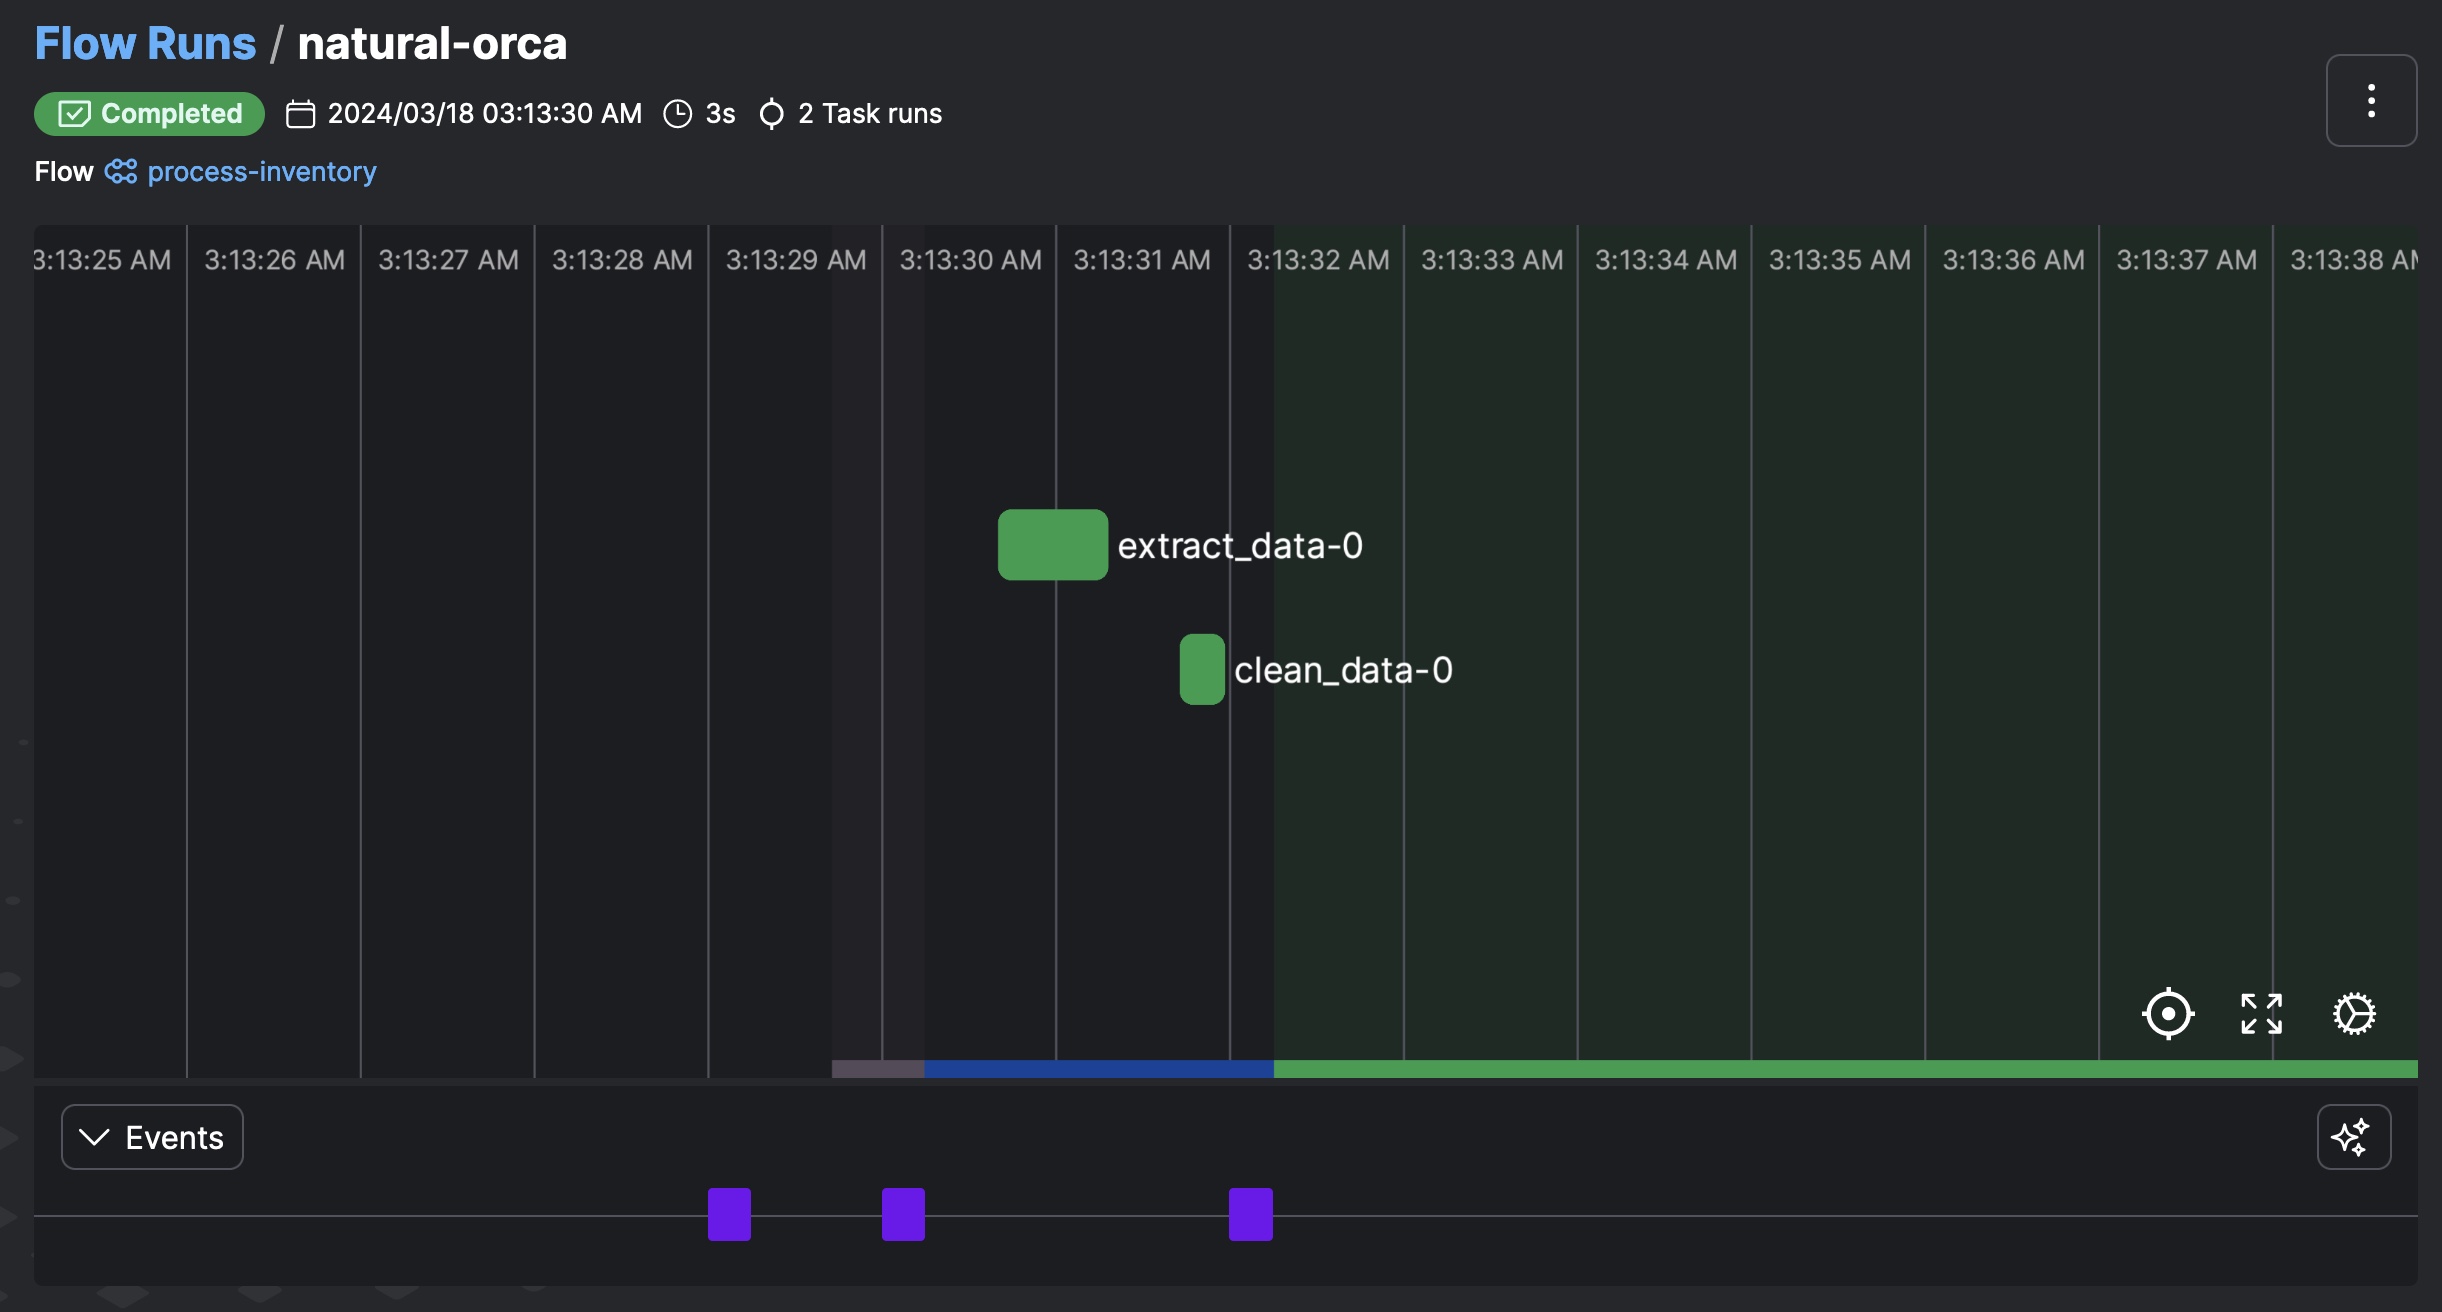 Flow Runs / natural-orca
Completed 2024/03/18 03:13:30 AM 3s 2 Task runs
Flow process-inventory
3:13:25 AM 3:13:26 AM 3:13:27 AM 3:13:28 AM 3:13:29 AM 3:13:30 AM 3:13:31 AM 3:13:32 AM 3:13:33 AM 3:13:34 AM 3:13:35 AM 3:13:36 AM 3:13:37 AM 3:13:38 AM
extract_data-0
clean_data-0
Events